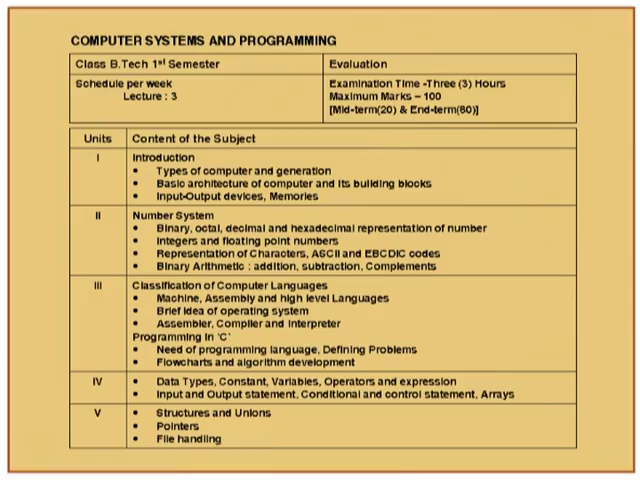 COMPUTER SYSTEMS AND PROGRAMMING
Class B.Tech 1st Semester
Evaluation
Schedule per week
Lecture : 3
Examination Time -Three (3) Hours
Maximum Marks – 100
[Mid-term(20) & End-term(80)]
Units
Content of the Subject
I
Introduction
• Types of computer and generation
• Basic architecture of computer and its building blocks
• Input-Output devices, Memories
II
Number System
• Binary, octal, decimal and hexadecimal representation of number
• Integers and floating point numbers
• Representation of Characters, ASCII and EBCDIC codes
• Binary Arithmetic : addition, subtraction, Complements
III
Classification of Computer Languages
• Machine, Assembly and high level Languages
• Brief idea of operating system
• Assembler, Compiler and Interpreter
Programming in 'C'
• Need of programming language, Defining Problems
• Flowcharts and algorithm development
IV
• Data Types, Constant, Variables, Operators and expression
• Input and Output statement, Conditional and control statement, Arrays
V
• Structures and Unions
• Pointers
• File handling